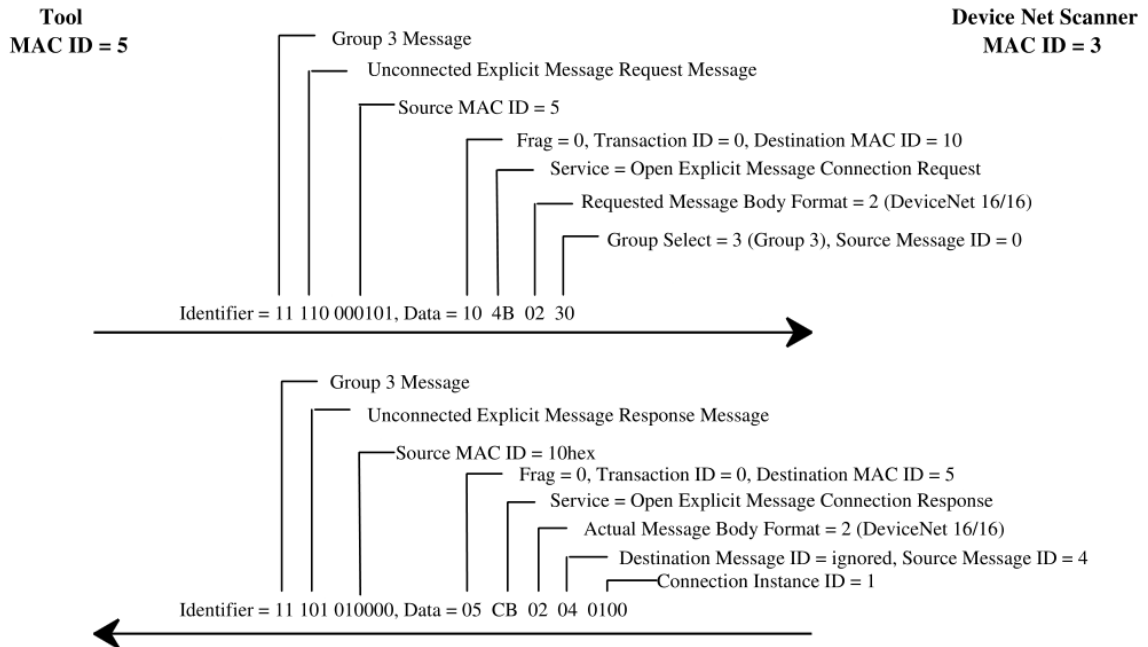 Tool
MAC ID = 5
Device Net Scanner
MAC ID = 3
Group 3 Message
Unconnected Explicit Message Request Message
Source MAC ID = 5
Frag = 0, Transaction ID = 0, Destination MAC ID = 10
Service = Open Explicit Message Connection Request
Requested Message Body Format = 2 (DeviceNet 16/16)
Group Select = 3 (Group 3), Source Message ID = 0
Identifier = 11 110 000101, Data = 10 4B 02 30
Group 3 Message
Unconnected Explicit Message Response Message
Source MAC ID = 10hex
Frag = 0, Transaction ID = 0, Destination MAC ID = 5
Service = Open Explicit Message Connection Response
Actual Message Body Format = 2 (DeviceNet 16/16)
Destination Message ID = ignored, Source Message ID = 4
Connection Instance ID = 1
Identifier = 11 101 010000, Data = 05 CB 02 04 0100